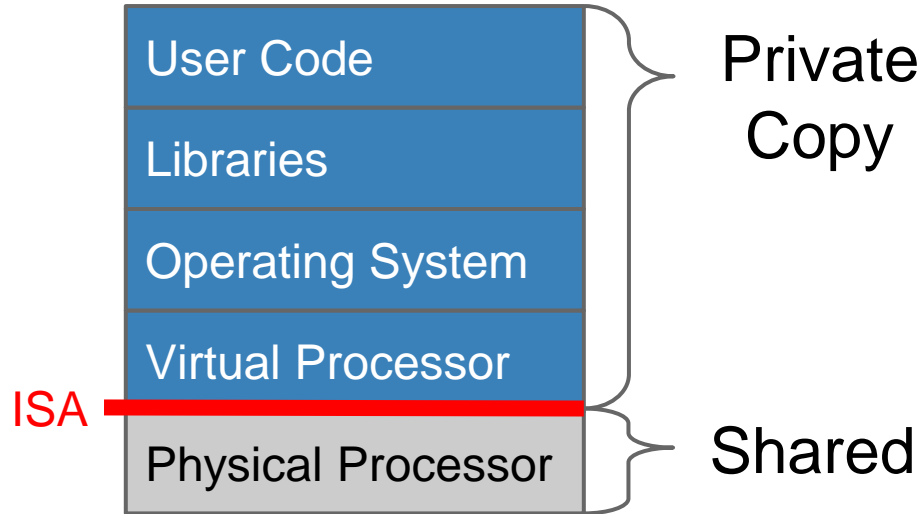 User Code
Libraries
Operating System
Virtual Processor
Physical Processor
ISA
Private
Copy
Shared